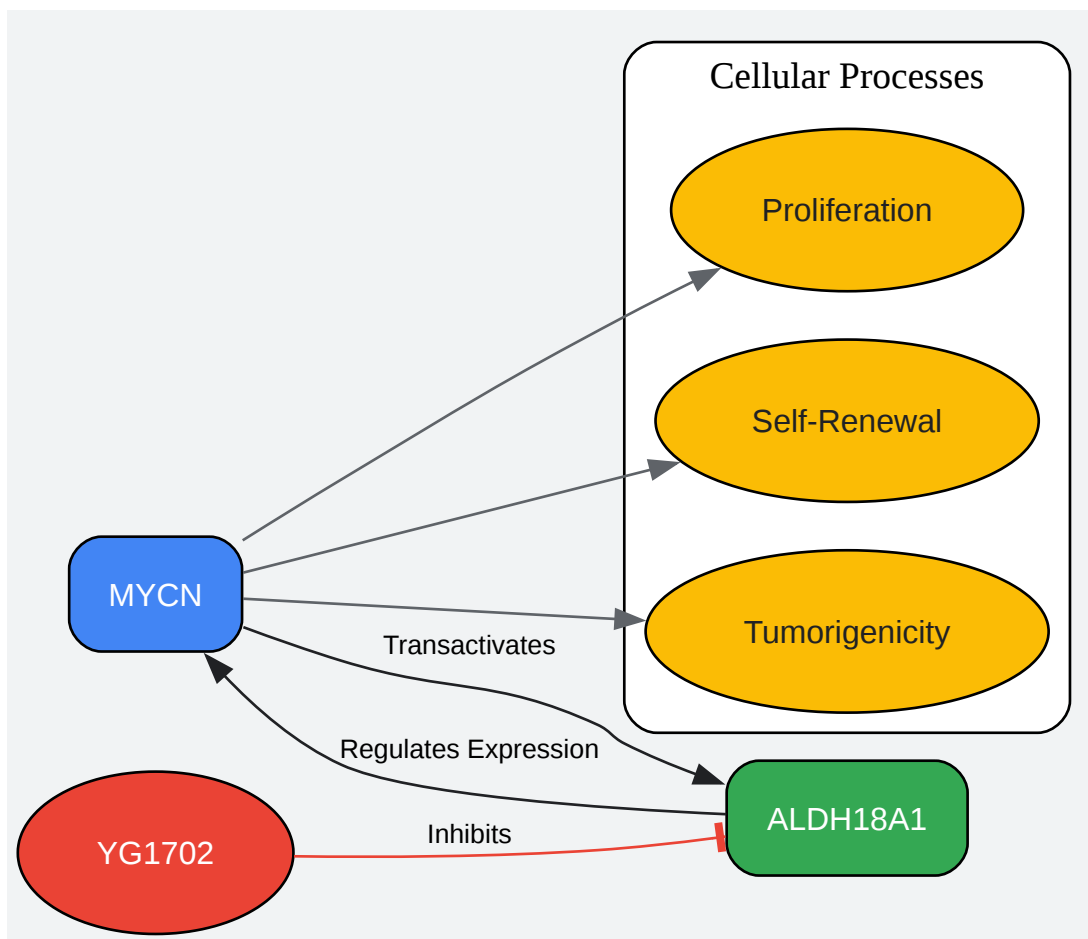 Cellular Processes
Proliferation
Self-Renewal
MYCN
Tumorigenicity
Transactivates
Regulates Expression
ALDH18A1
Inhibits
YG1702